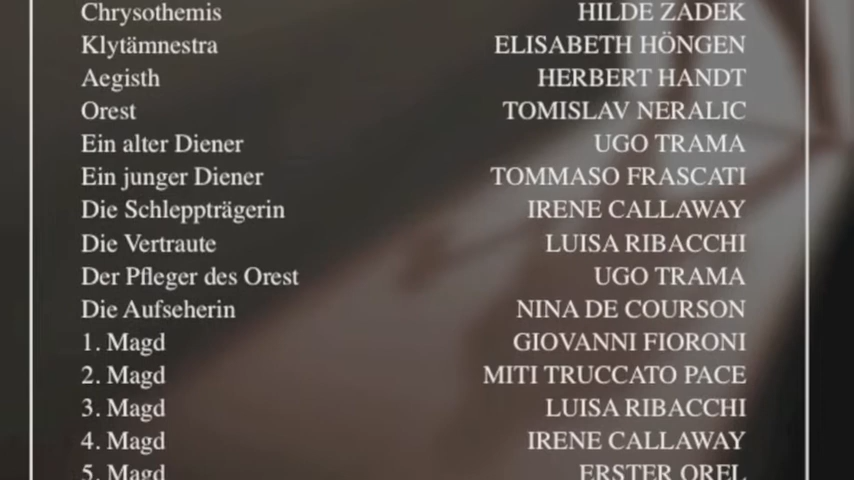 Chrysothemis HILDE ZADEK
Klytämnestra ELISABETH HÖNGEN
Aegisth HERBERT HANDT
Orest TOMISLAV NERALIC
Ein alter Diener UGO TRAMA
Ein junger Diener TOMMASO FRASCATI
Die Schleppträgerin IRENE CALLAWAY
Die Vertraute LUISA RIBACCHI
Der Pfleger des Orest UGO TRAMA
Die Aufseherin NINA DE COURSON
1. Magd GIOVANNI FIORONI
2. Magd MITI TRUCCATO PACE
3. Magd LUISA RIBACCHI
4. Magd IRENE CALLAWAY
5. Magd ERSTER OREL